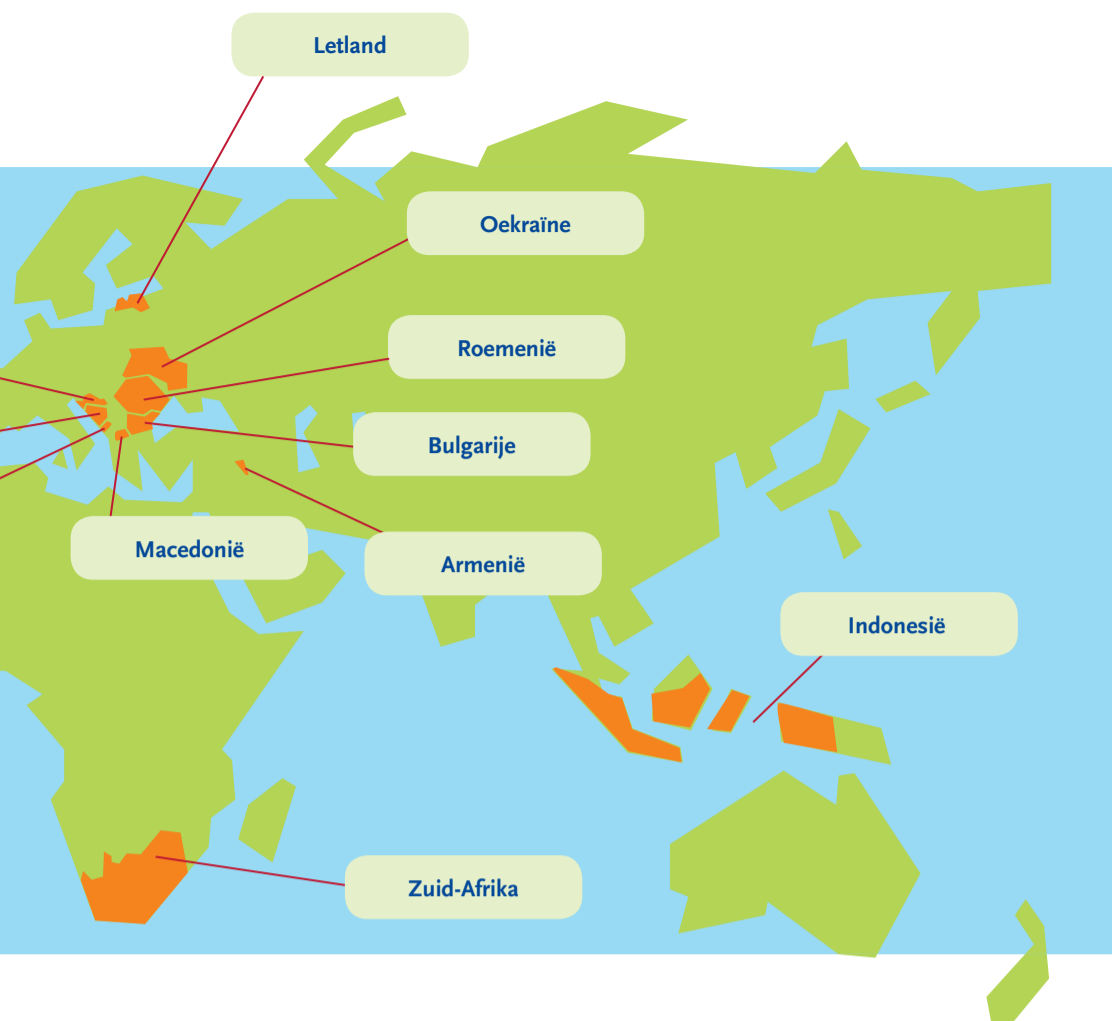 Letland
Oekraïne
Roemenië
Bulgarije
Macedonië
Armenië
Indonesië
Zuid-Afrika